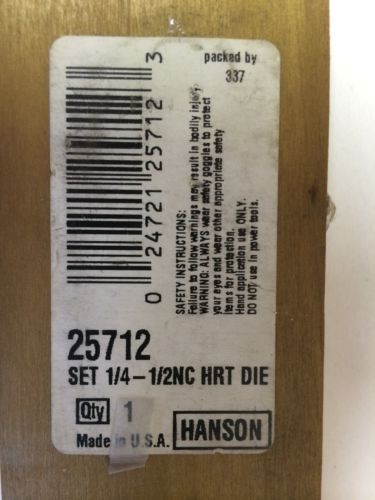 packed by
337
0 24721 25712 3
SAFETY INSTRUCTIONS:
Failure to follow warnings may result in bodily injury.
WARNING: ALWAYS wear safety goggles to protect
your eyes and wear other appropriate safety
items for protection.
Hand application use ONLY.
DO NOT use in power tools.
25712
SET 1/4-1/2NC HRT DIE
Qty 1
Made in U.S.A.
HANSON